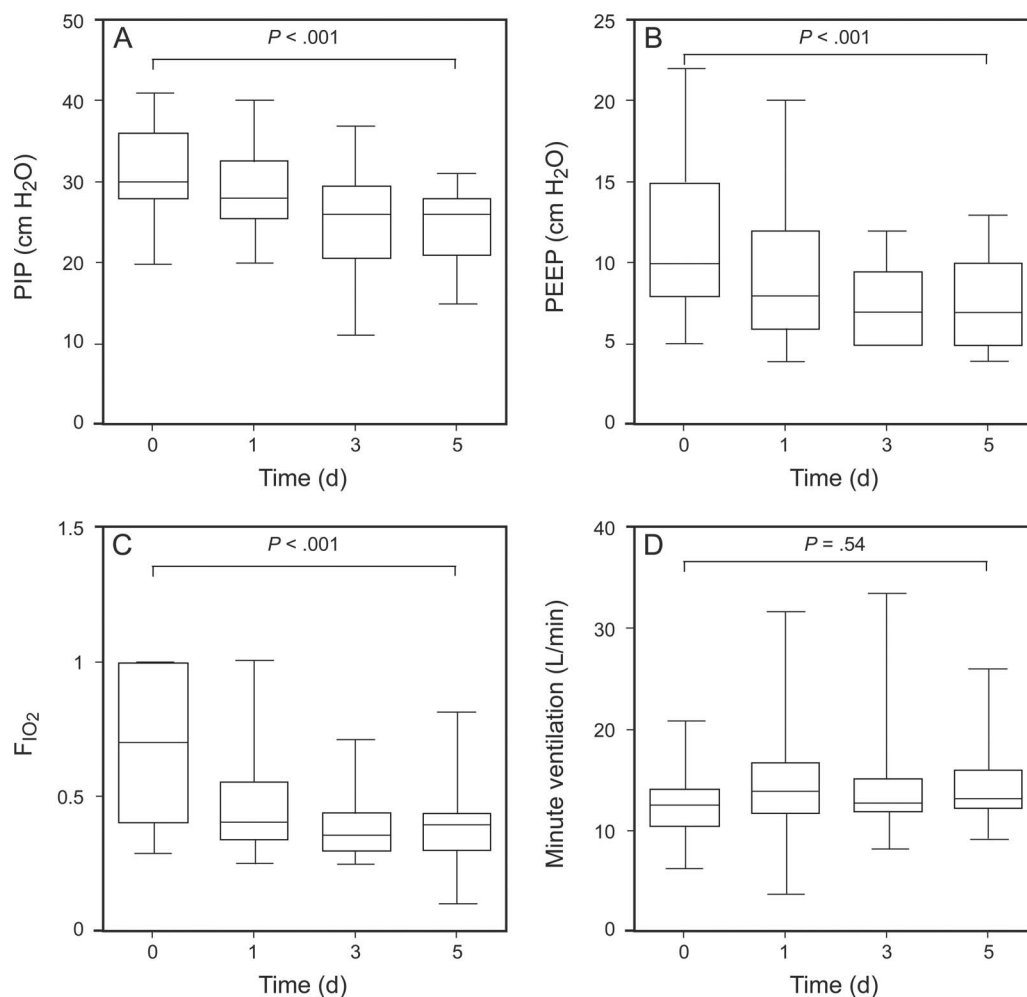 A
P < .001
50
40
30
20
10
0
PIP (cm H₂O)
0 1 3 5
Time (d)
B
P < .001
25
20
15
10
5
0
PEEP (cm H₂O)
0 1 3 5
Time (d)
C
P < .001
1.5
1
0.5
0
FIO₂
0 1 3 5
Time (d)
D
P = .54
40
30
20
10
0
Minute ventilation (L/min)
0 1 3 5
Time (d)